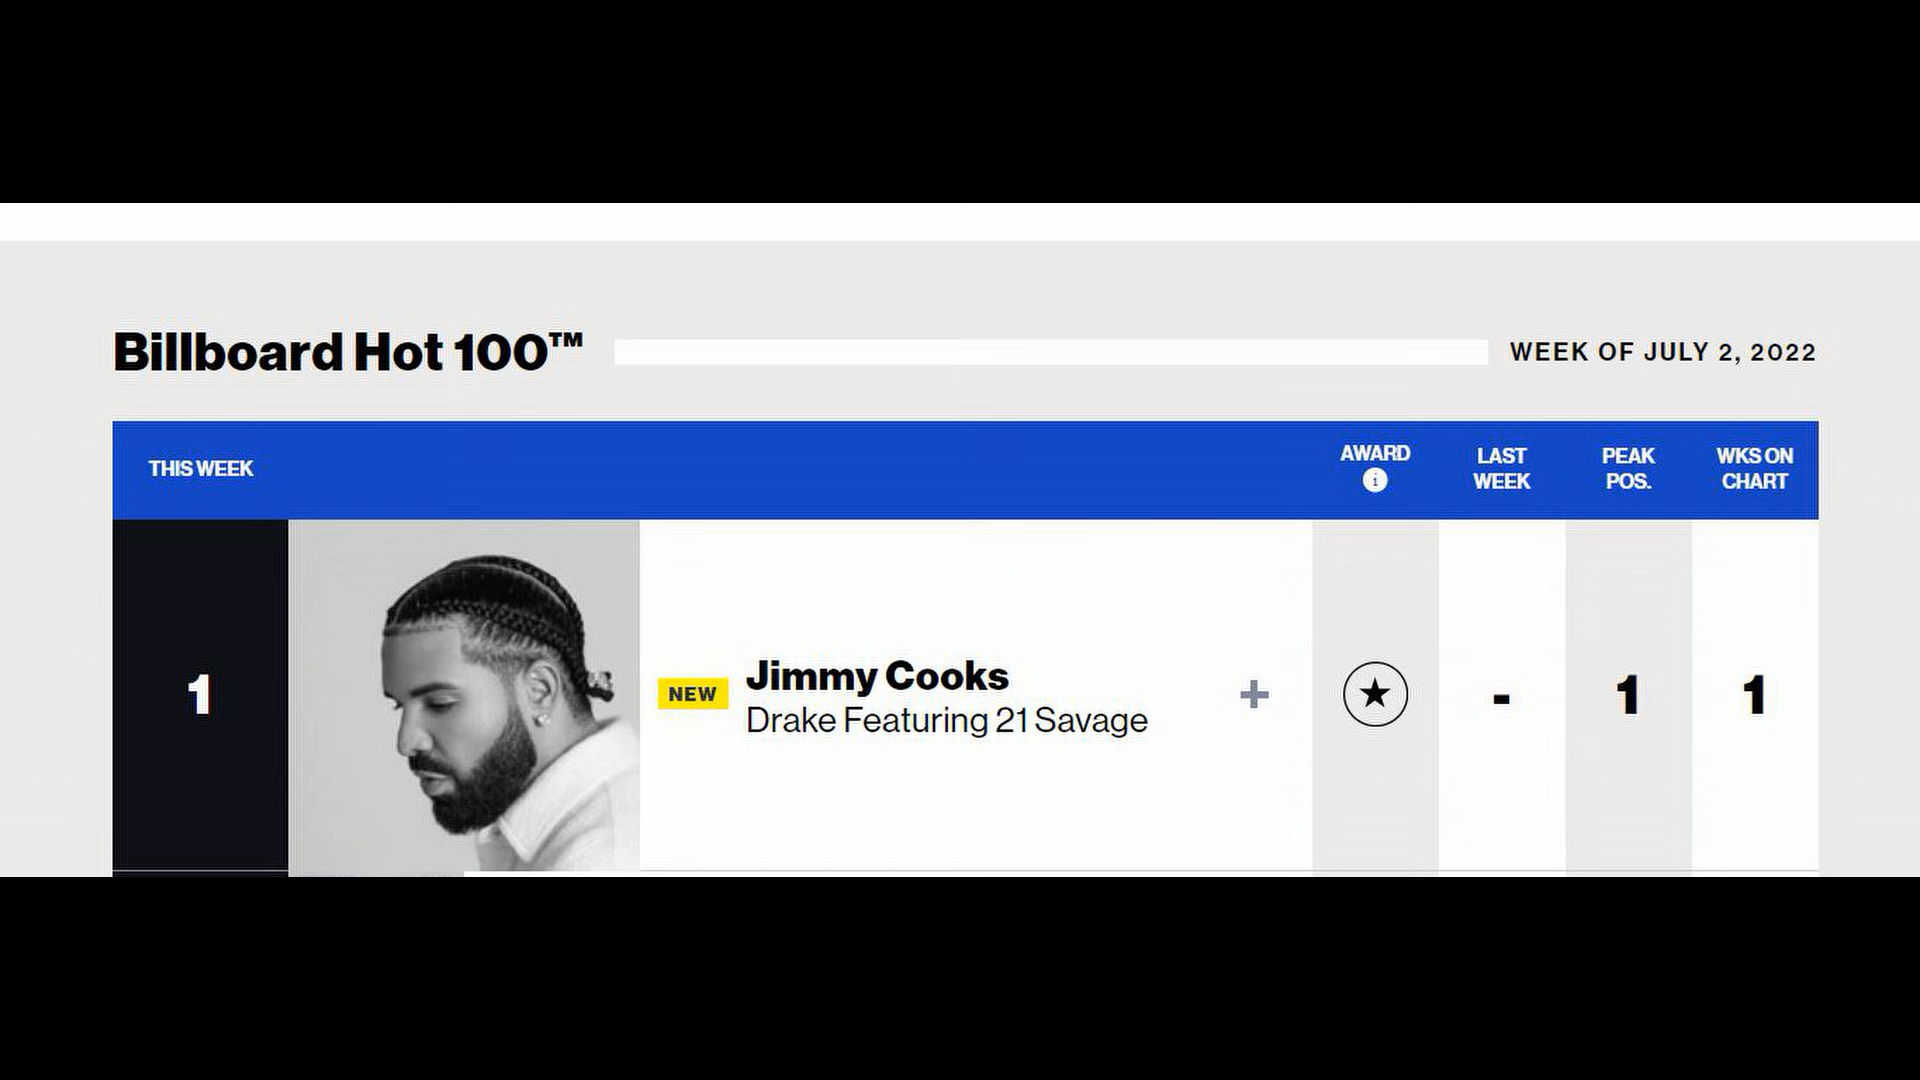 Billboard Hot 100™
WEEK OF JULY 2, 2022
THIS WEEK
AWARD
i
LAST
WEEK
PEAK
POS.
WKS ON
CHART
1
NEW
Jimmy Cooks
Drake Featuring 21 Savage
+
★
-
1
1